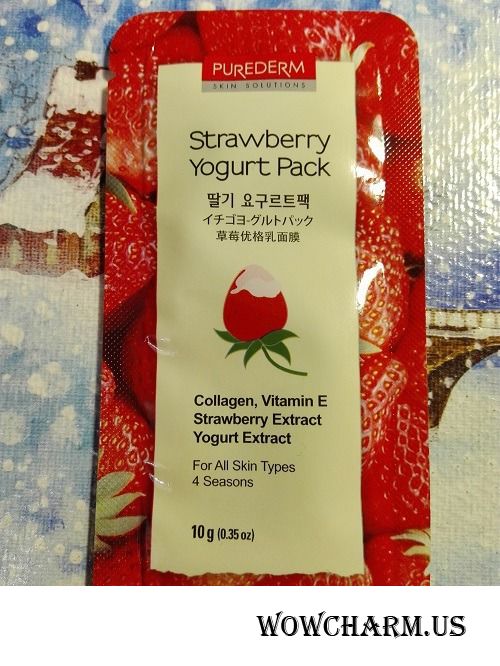 PUREDERM
SKIN SOLUTIONS
Strawberry
Yogurt Pack
딸기 요구르트팩
イチゴヨーグルトパック
草莓优格乳面膜
Collagen, Vitamin E
Strawberry Extract
Yogurt Extract
For All Skin Types
4 Seasons
10 g (0.35 oz)
WOWCHARM.US